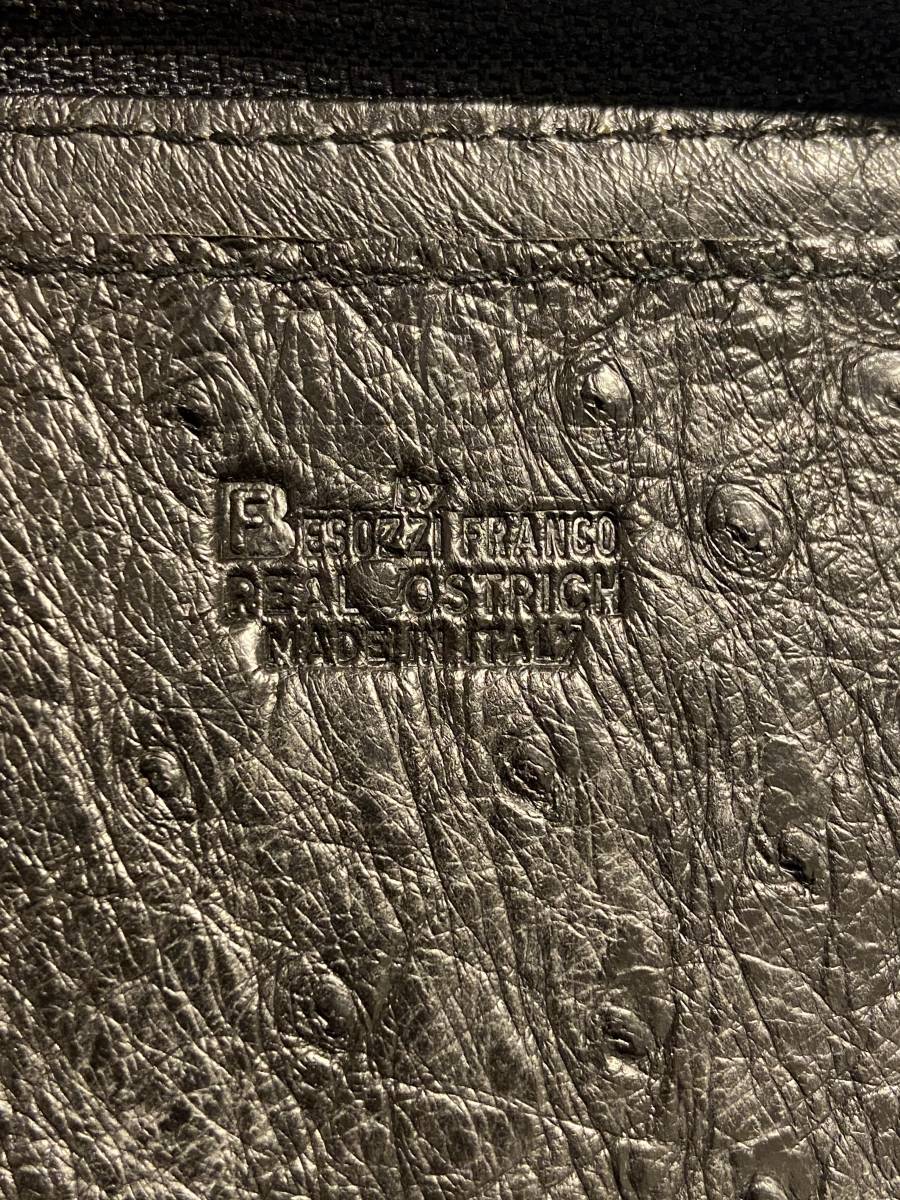 by
BESOZZI FRANCO
REAL OSTRICH
MADE IN ITALY